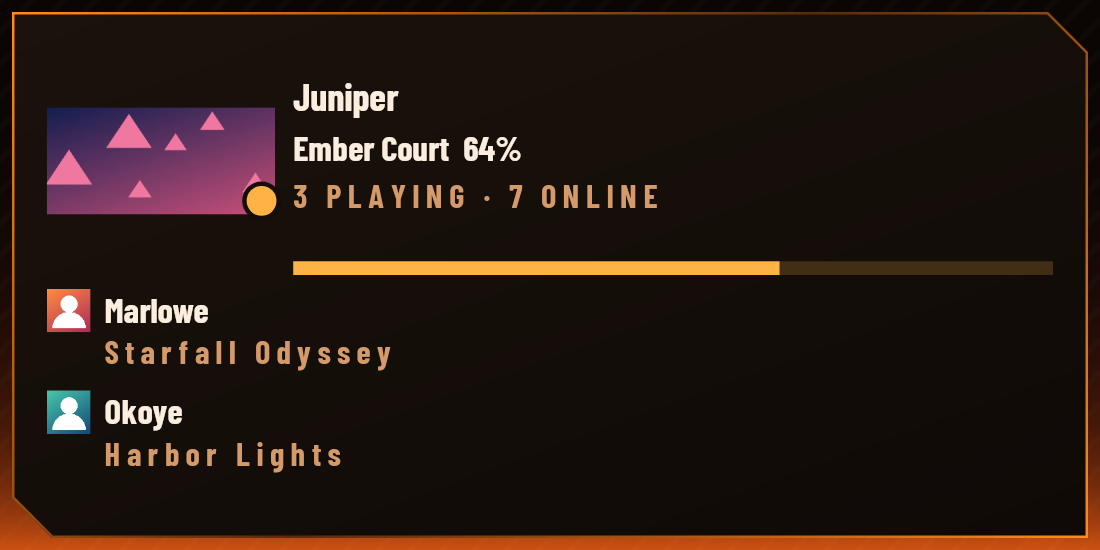 Juniper
Ember Court 64%
3 PLAYING · 7 ONLINE
Marlowe
Starfall Odyssey
Okoye
Harbor Lights